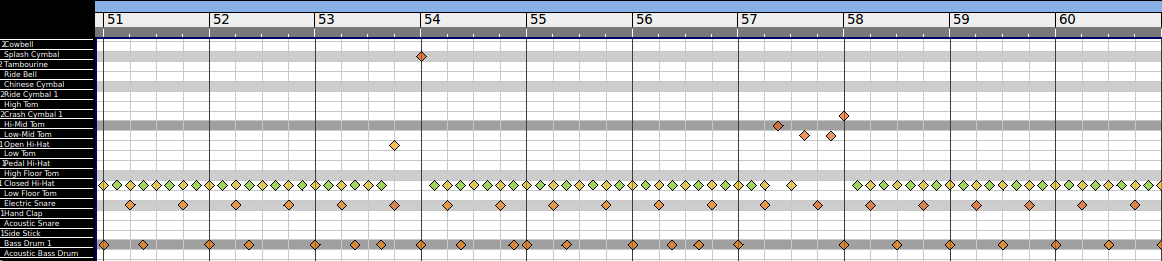 51 52 53 54 55 56 57 58 59 60
Cowbell
Splash Cymbal
Tambourine
Ride Bell
Chinese Cymbal
Ride Cymbal 1
High Tom
Crash Cymbal 1
Hi-Mid Tom
Low-Mid Tom
Open Hi-Hat
Low Tom
Pedal Hi-Hat
High Floor Tom
Closed Hi-Hat
Low Floor Tom
Electric Snare
Hand Clap
Acoustic Snare
Side Stick
Bass Drum 1
Acoustic Bass Drum